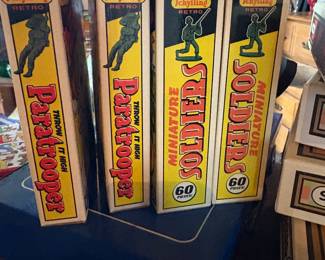 RETRO
THROW IT HIGH
Paratrooper
RETRO
THROW IT HIGH
Paratrooper
Schylling
RETRO
MINIATURE
SOLDIERS
60
PIECES
Schylling
RETRO
MINIATURE
SOLDIERS
60
PIECES
S